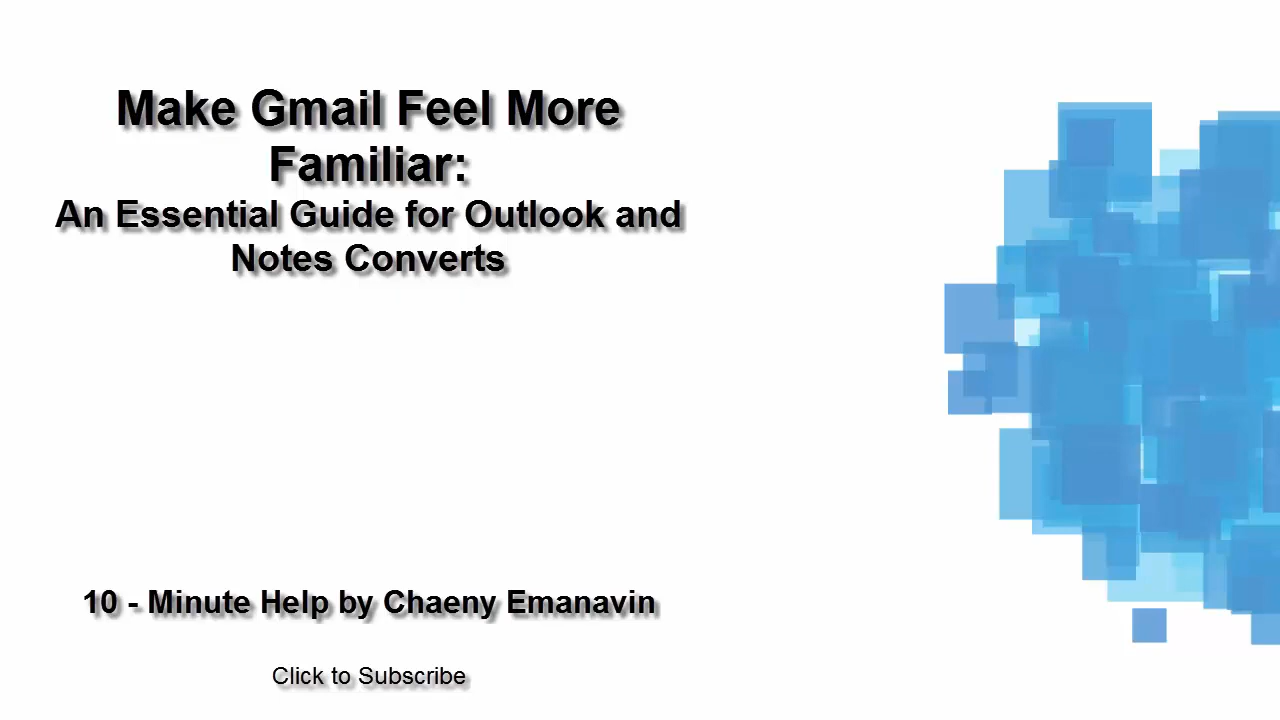 Make Gmail Feel More
Familiar:
An Essential Guide for Outlook and
Notes Converts
10 - Minute Help by Chaeny Emanavin
Click to Subscribe